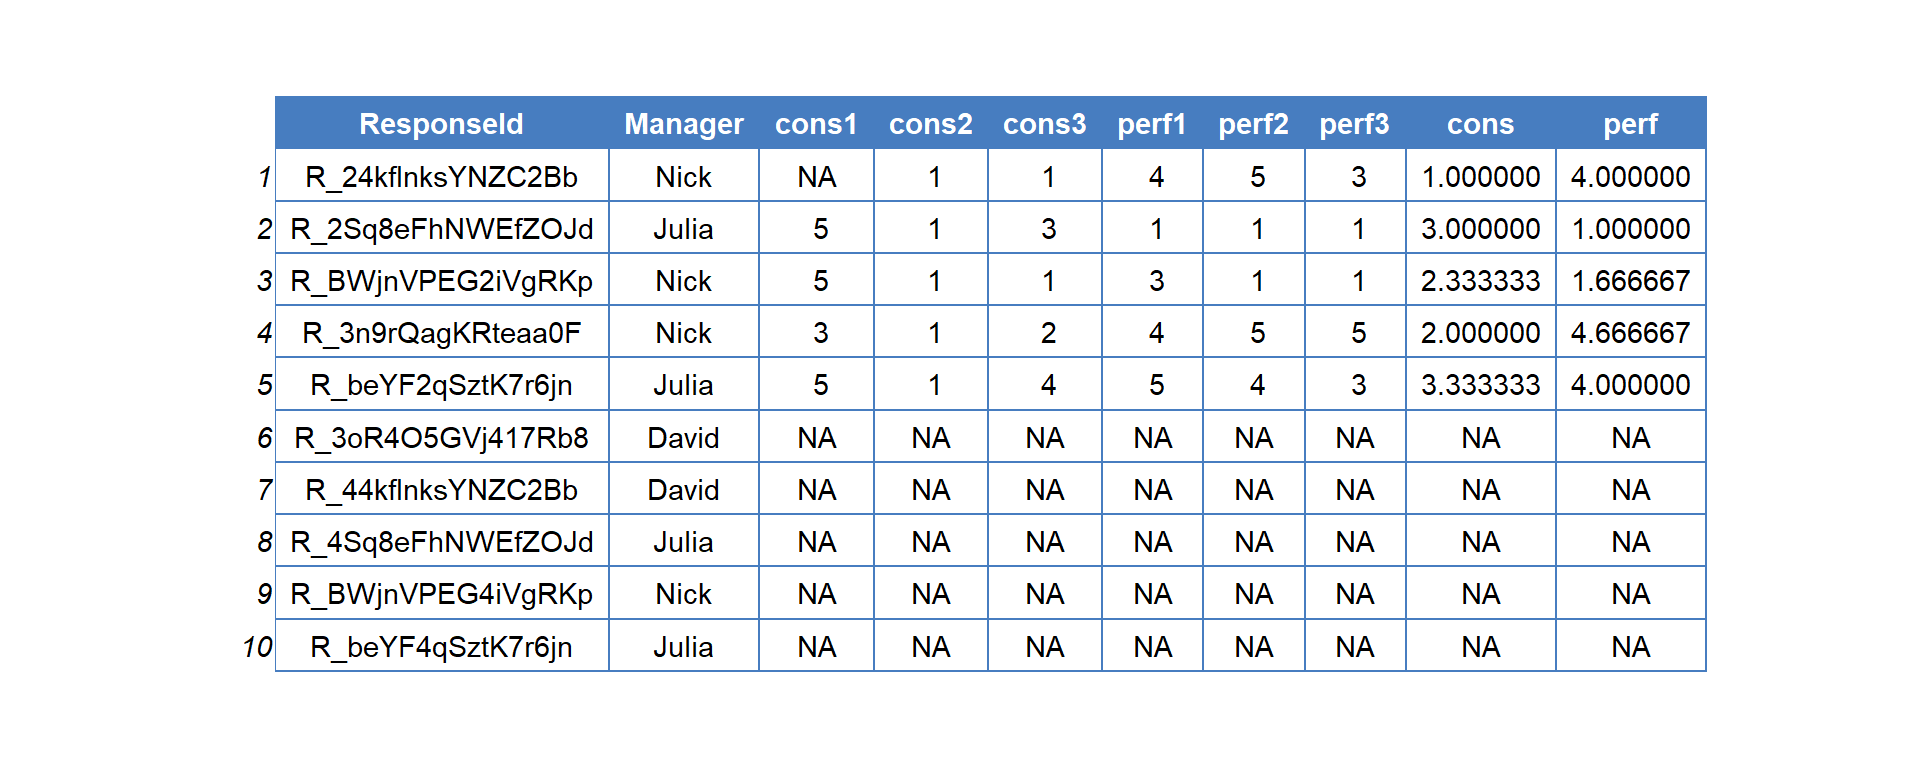 ResponseId Manager cons1 cons2 cons3 perf1 perf2 perf3 cons perf
1 R_24kflnksYNZC2Bb Nick NA 1 1 4 5 3 1.000000 4.000000
2 R_2Sq8eFhNWEfZOJd Julia 5 1 3 1 1 1 3.000000 1.000000
3 R_BWjnVPEG2iVgRKp Nick 5 1 1 3 1 1 2.333333 1.666667
4 R_3n9rQagKRteaa0F Nick 3 1 2 4 5 5 2.000000 4.666667
5 R_beYF2qSztK7r6jn Julia 5 1 4 5 4 3 3.333333 4.000000
6 R_3oR4O5GVj417Rb8 David NA NA NA NA NA NA NA NA
7 R_44kflnksYNZC2Bb David NA NA NA NA NA NA NA NA
8 R_4Sq8eFhNWEfZOJd Julia NA NA NA NA NA NA NA NA
9 R_BWjnVPEG4iVgRKp Nick NA NA NA NA NA NA NA NA
10 R_beYF4qSztK7r6jn Julia NA NA NA NA NA NA NA NA